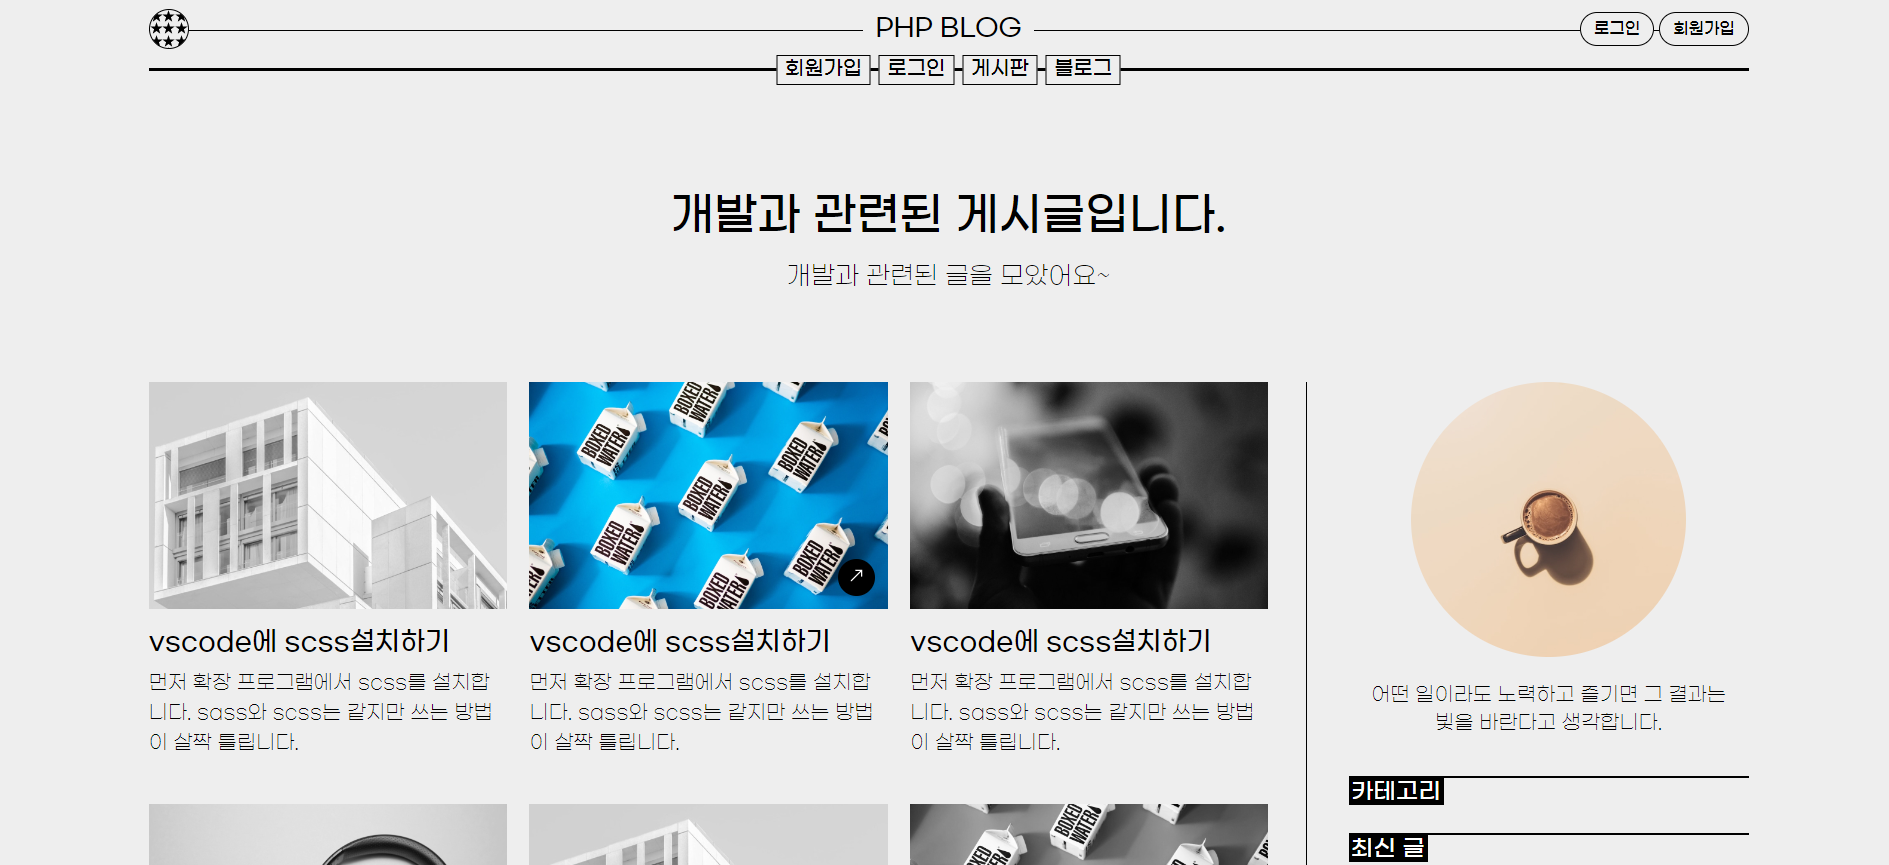 PHP BLOG
로그인
회원가입
회원가입
로그인
게시판
블로그
개발과 관련된 게시글입니다.
개발과 관련된 글을 모았어요~
BOXED WATER
vscode에 scss설치하기
먼저 확장 프로그램에서 scss를 설치합
니다. sass와 scss는 같지만 쓰는 방법
이 살짝 틀립니다.
vscode에 scss설치하기
먼저 확장 프로그램에서 scss를 설치합
니다. sass와 scss는 같지만 쓰는 방법
이 살짝 틀립니다.
vscode에 scss설치하기
먼저 확장 프로그램에서 scss를 설치합
니다. sass와 scss는 같지만 쓰는 방법
이 살짝 틀립니다.
어떤 일이라도 노력하고 즐기면 그 결과는
빛을 바란다고 생각합니다.
카테고리
최신 글
BOXED WATER